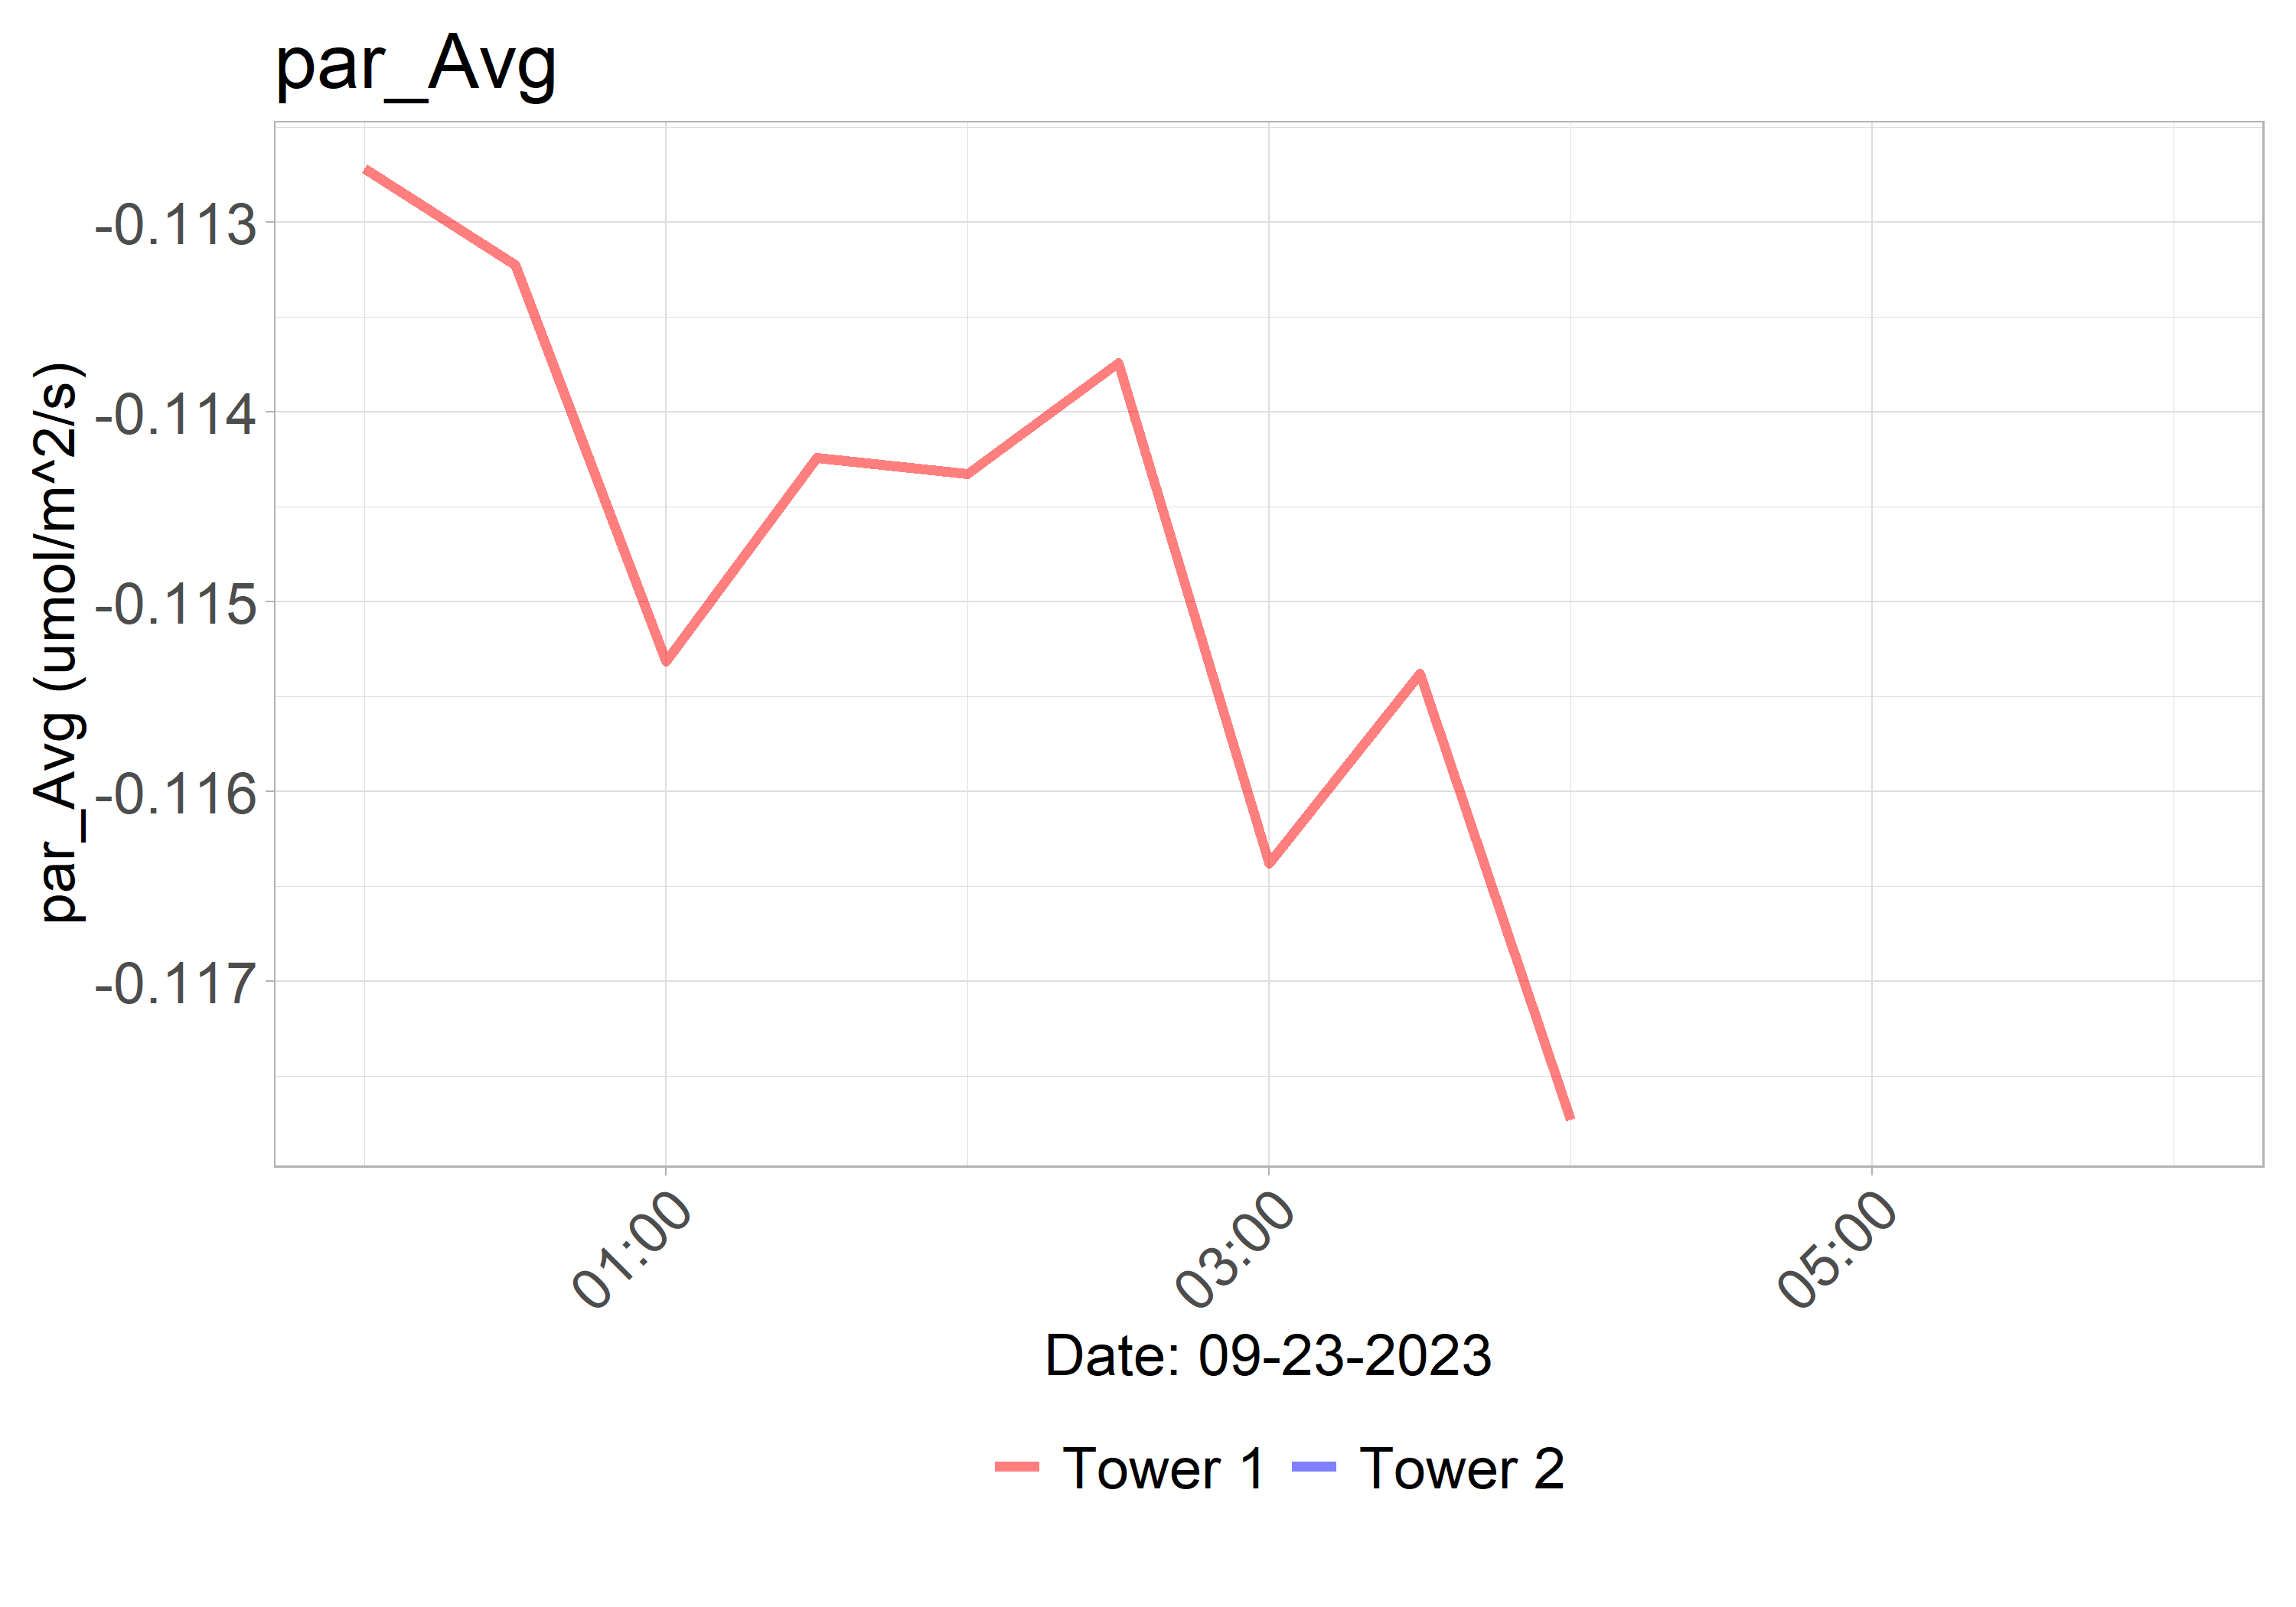 par_Avg
par_Avg (umol/m^2/s)
-0.113
-0.114
-0.115
-0.116
-0.117
01:00 03:00 05:00
Date: 09-23-2023
Tower 1 Tower 2